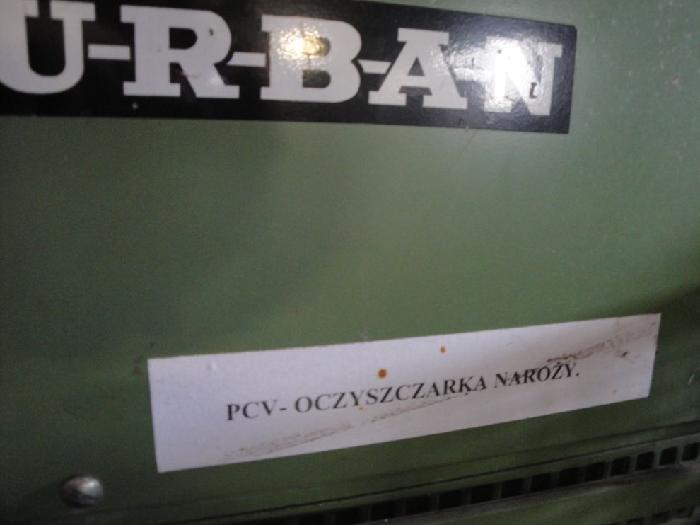 U-R-B-A-N
PCV- OCZYSZCZARKA NAROŻY.